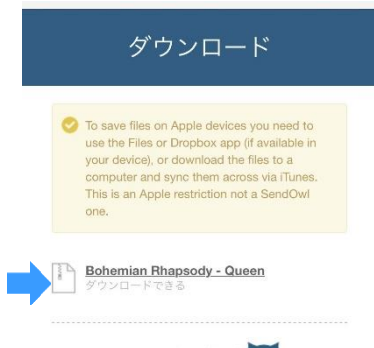 ダウンロード
To save files on Apple devices you need to
use the Files or Dropbox app (if available in
your device), or download the files to a
computer and sync them across via iTunes.
This is an Apple restriction not a SendOwl
one.
Bohemian Rhapsody - Queen
ダウンロードできる